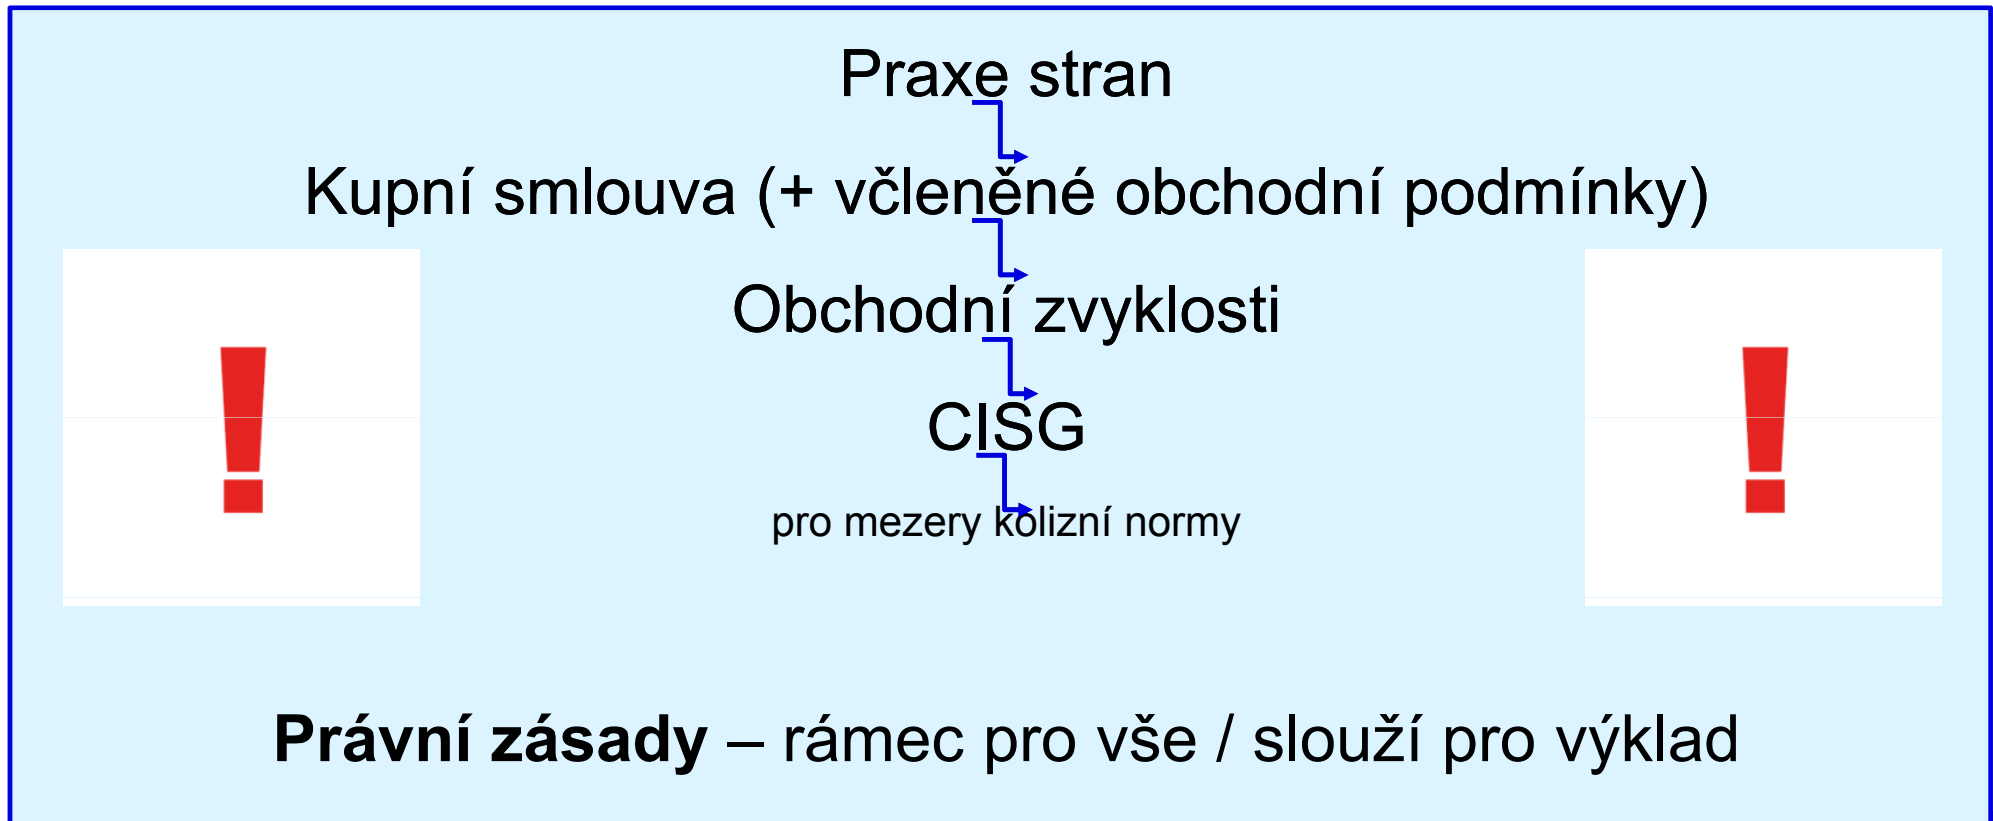 Praxe stran
Kupní smlouva (+ včleněné obchodní podmínky)
Obchodní zvyklosti
CISG
pro mezery kolizní normy
!
!
Právní zásady – rámec pro vše / slouží pro výklad